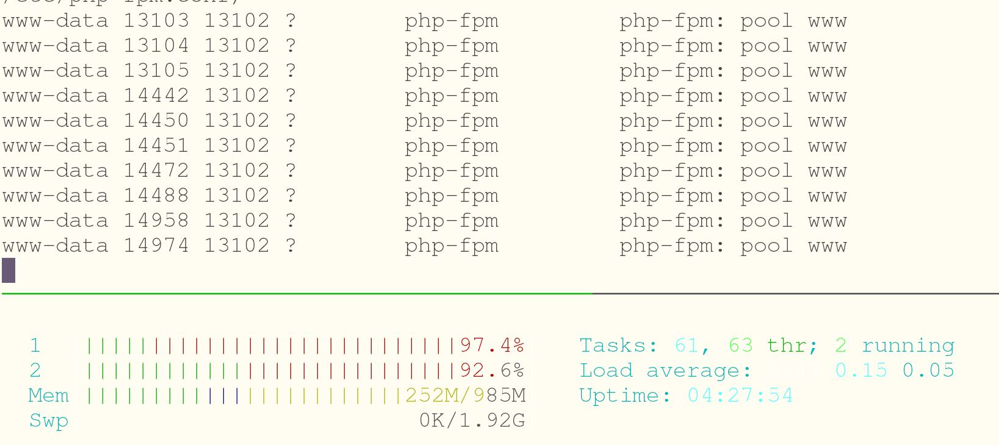 www-data 13103 13102 ? php-fpm php-fpm: pool www
www-data 13104 13102 ? php-fpm php-fpm: pool www
www-data 13105 13102 ? php-fpm php-fpm: pool www
www-data 14442 13102 ? php-fpm php-fpm: pool www
www-data 14450 13102 ? php-fpm php-fpm: pool www
www-data 14451 13102 ? php-fpm php-fpm: pool www
www-data 14472 13102 ? php-fpm php-fpm: pool www
www-data 14488 13102 ? php-fpm php-fpm: pool www
www-data 14958 13102 ? php-fpm php-fpm: pool www
www-data 14974 13102 ? php-fpm php-fpm: pool www
1 ||||||||||||||||||||||||||||97.4% Tasks: 61, 63 thr; 2 running
2 ||||||||||||||||||||||||||||92.6% Load average: 0.15 0.05
Mem ||||||||||||||||||||||||252M/985M Uptime: 04:27:54
Swp 0K/1.92G